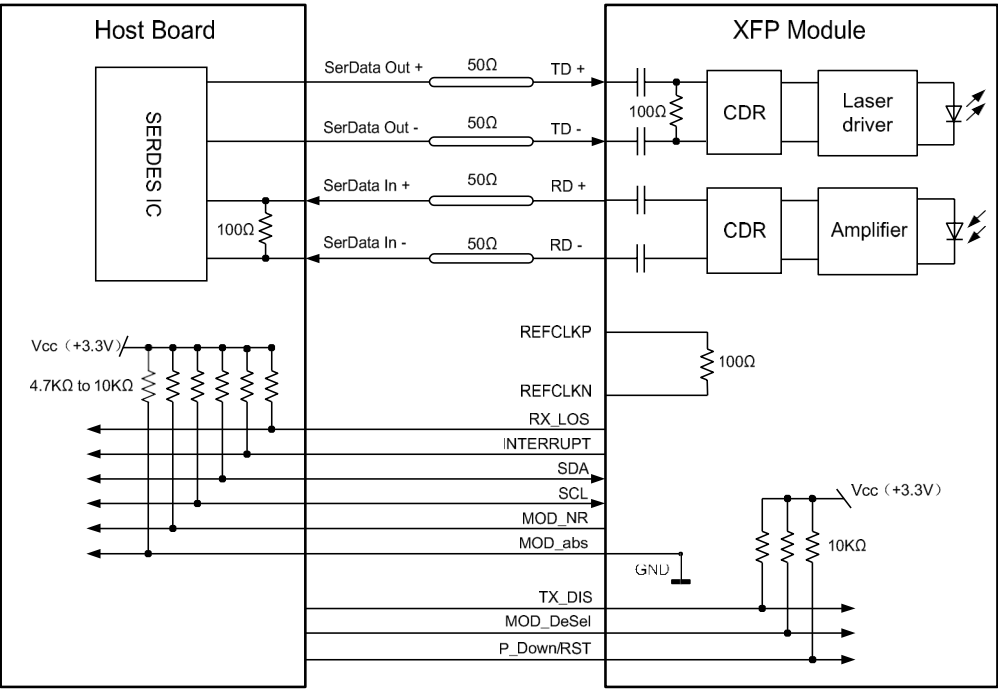 Host Board
XFP Module
SERDES IC
SerData Out +
50Ω
TD +
SerData Out -
50Ω
TD -
SerData In +
50Ω
RD +
SerData In -
50Ω
RD -
100Ω
100Ω
CDR
Laser
driver
CDR
Amplifier
Vcc（+3.3V）
4.7KΩ to 10KΩ
REFCLKP
100Ω
REFCLKN
RX_LOS
INTERRUPT
SDA
SCL
MOD_NR
MOD_abs
GND
Vcc（+3.3V）
10KΩ
TX_DIS
MOD_DeSel
P_Down/RST